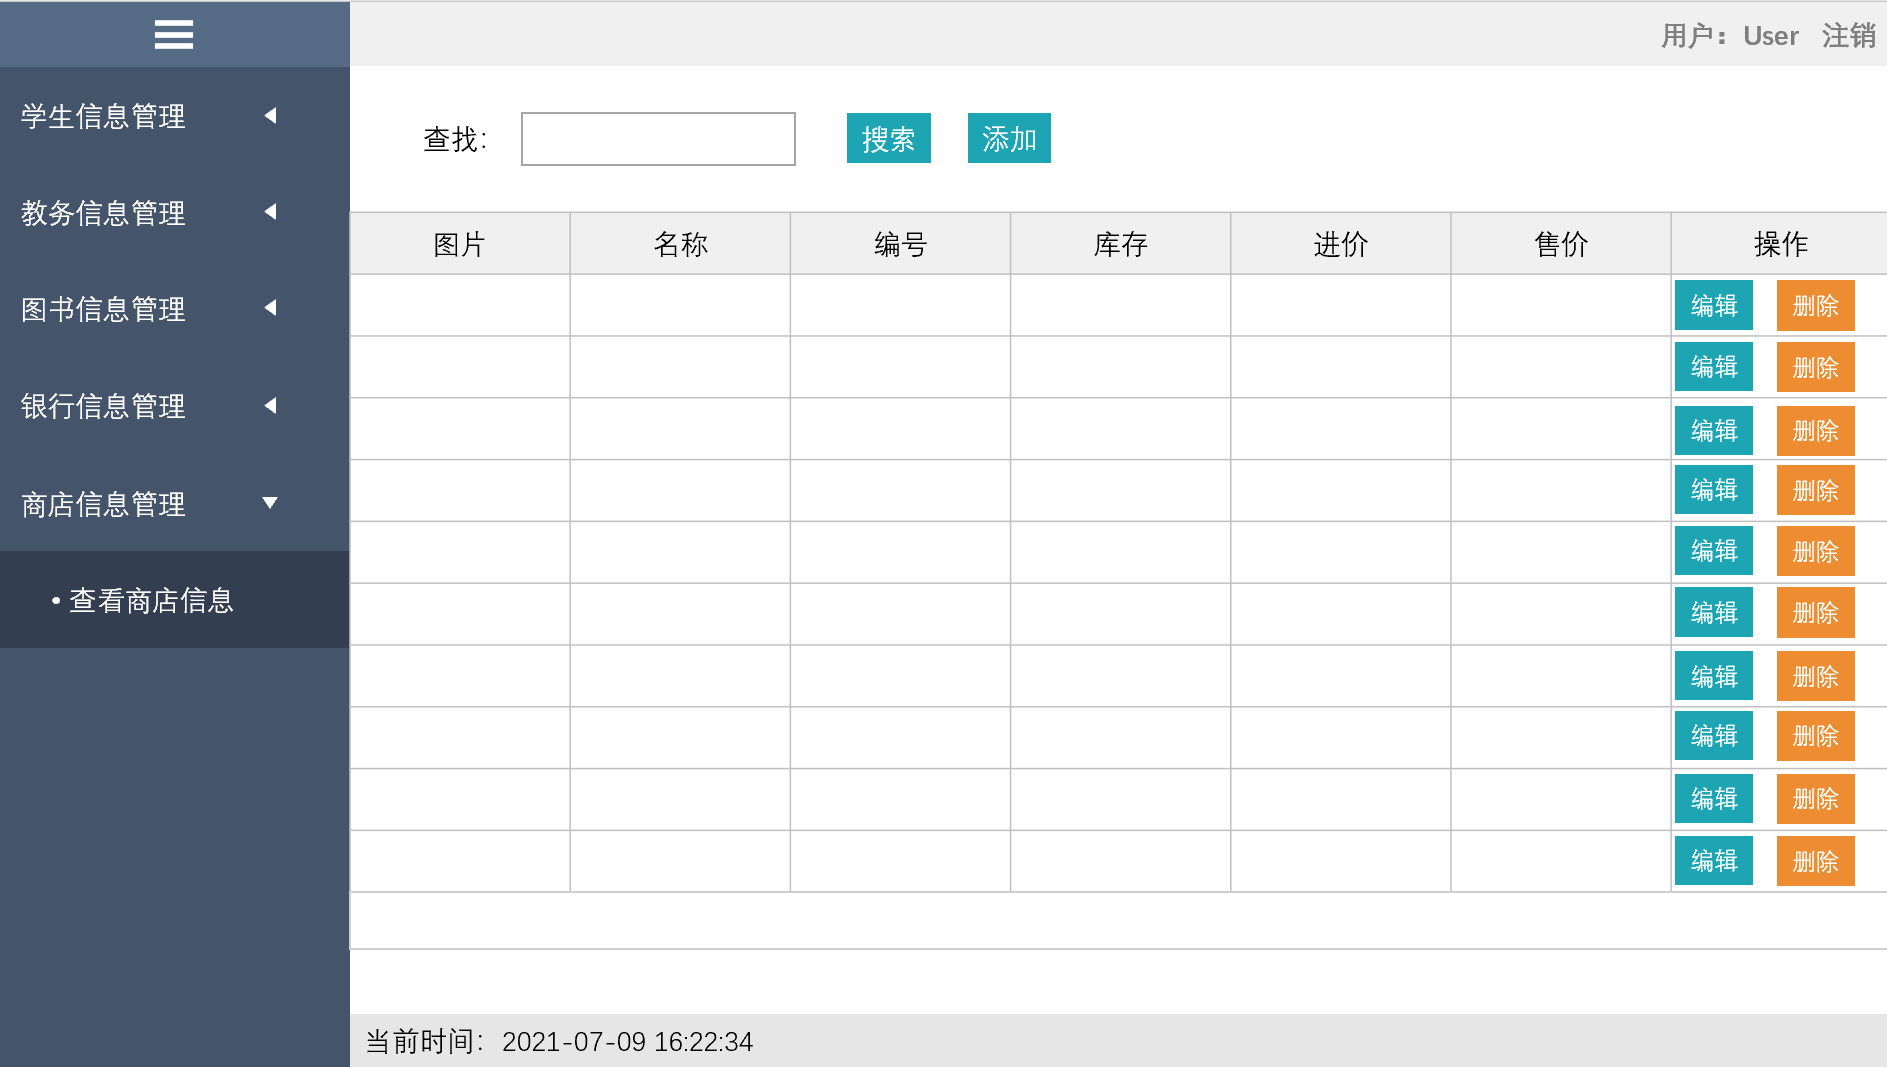 用户：User 注销
学生信息管理
教务信息管理
图书信息管理
银行信息管理
商店信息管理
• 查看商店信息
查找： 搜索 添加
图片 名称 编号 库存 进价 售价 操作
编辑 删除
编辑 删除
编辑 删除
编辑 删除
编辑 删除
编辑 删除
编辑 删除
编辑 删除
编辑 删除
编辑 删除
当前时间：2021-07-09 16:22:34